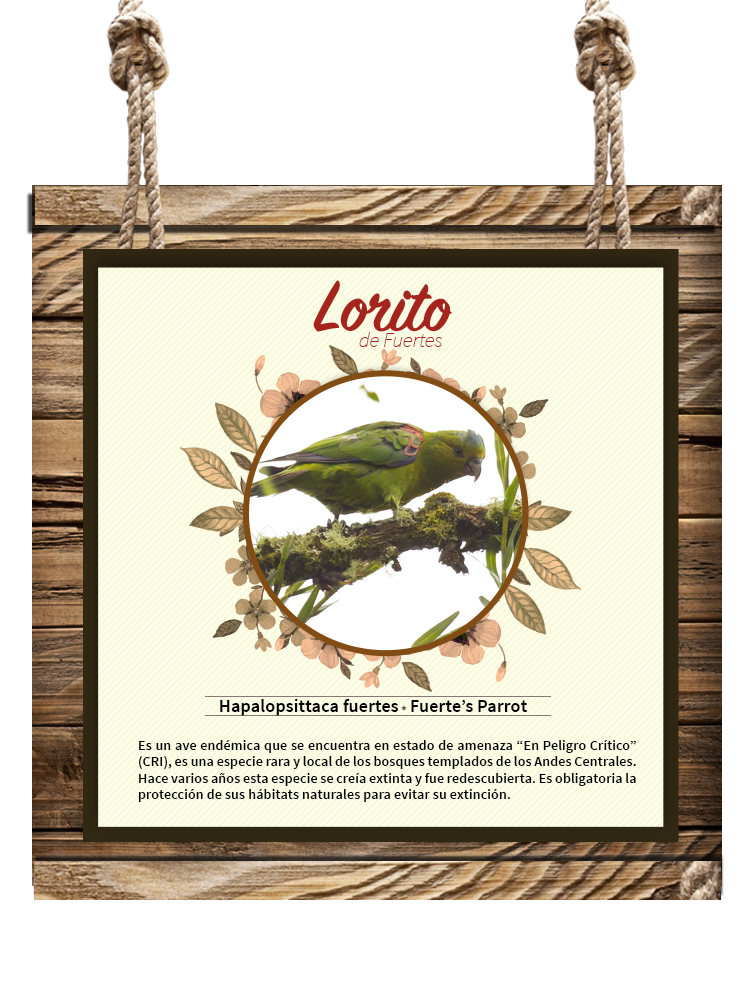 Lorito
de Fuertes
Hapalopsittaca fuertes * Fuerte’s Parrot
Es un ave endémica que se encuentra en estado de amenaza “En Peligro Crítico”
(CRI), es una especie rara y local de los bosques templados de los Andes Centrales.
Hace varios años esta especie se creía extinta y fue redescubierta. Es obligatoria la
protección de sus hábitats naturales para evitar su extinción.